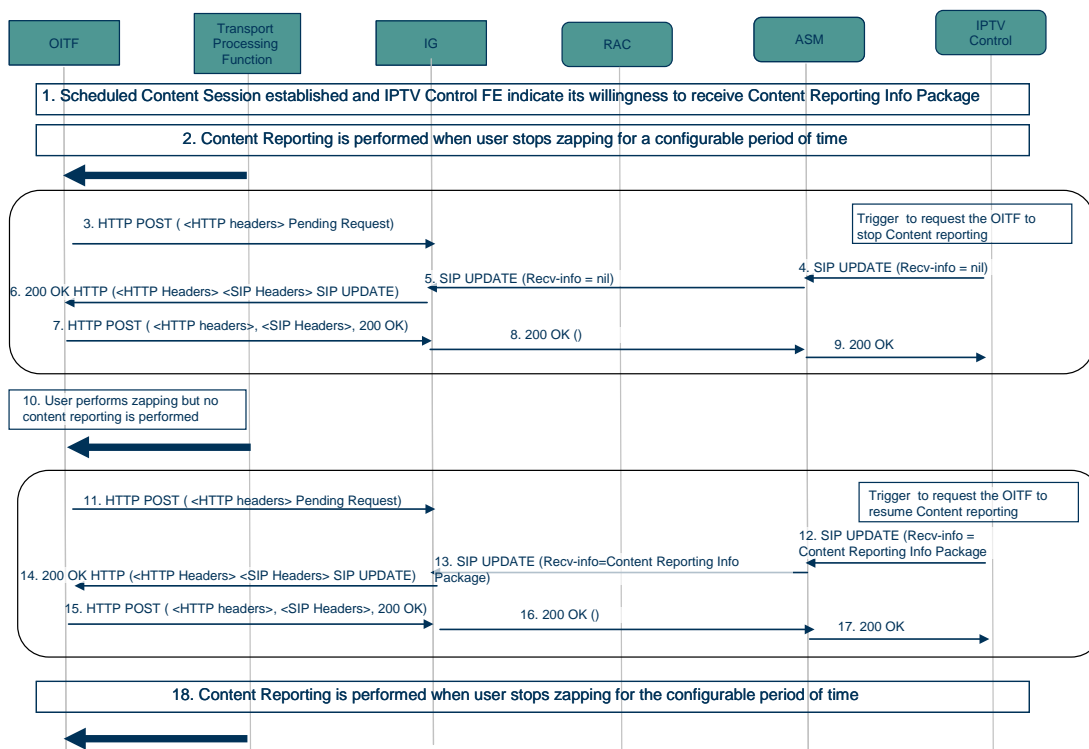 OITF
Transport
Processing
Function
IG
RAC
ASM
IPTV
Control
1. Scheduled Content Session established and IPTV Control FE indicate its willingness to receive Content Reporting Info Package
2. Content Reporting is performed when user stops zapping for a configurable period of time
3. HTTP POST ( <HTTP headers> Pending Request)
Trigger to request the OITF to
stop Content reporting
4. SIP UPDATE (Recv-info = nil)
5. SIP UPDATE (Recv-info = nil)
6. 200 OK HTTP (<HTTP Headers> <SIP Headers> SIP UPDATE)
7. HTTP POST ( <HTTP headers>, <SIP Headers>, 200 OK)
8. 200 OK ()
9. 200 OK
10. User performs zapping but no
content reporting is performed
11. HTTP POST ( <HTTP headers> Pending Request)
Trigger to request the OITF to
resume Content reporting
12. SIP UPDATE (Recv-info =
Content Reporting Info Package
13. SIP UPDATE (Recv-info=Content Reporting Info
Package)
14. 200 OK HTTP (<HTTP Headers> <SIP Headers> SIP UPDATE)
15. HTTP POST ( <HTTP headers>, <SIP Headers>, 200 OK)
16. 200 OK ()
17. 200 OK
18. Content Reporting is performed when user stops zapping for the configurable period of time